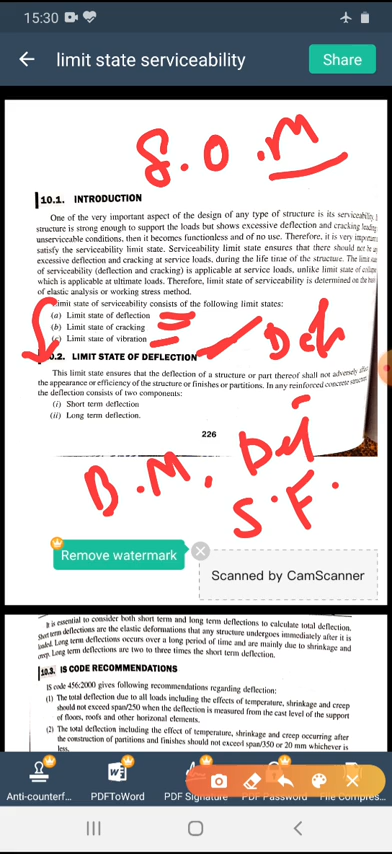 15:30
limit state serviceability
Share
S.O.M
10.1. INTRODUCTION
One of the very important aspect of the design of any type of structure is its serviceability.
structure is strong enough to support the loads but shows excessive deflection and cracking leading
unserviceable conditions, then it becomes functionless and of no use. Therefore, it is very important
satisfy the serviceability limit state. Serviceability limit state ensures that there should not be
excessive deflection and cracking at service loads, during the life time of the structure. The limit state
of serviceability (deflection and cracking) is applicable at service loads, unlike limit state of collapse
which is applicable at ultimate loads. Therefore, limit state of serviceability is determined on the basis
of elastic analysis or working stress method.
Limit state of serviceability consists of the following limit states:
(a) Limit state of deflection
(b) Limit state of cracking
(c) Limit state of vibration
Def
10.2. LIMIT STATE OF DEFLECTION
This limit state ensures that the deflection of a structure or part thereof shall not adversely affect
the appearance or efficiency of the structure or finishes or partitions. In any reinforced concrete structure
the deflection consists of two components:
(i) Short term deflection
(ii) Long term deflection.
226
B.M. Def
S.F.
Remove watermark
Scanned by CamScanner
It is essential to consider both short term and long term deflections to calculate total deflection.
Short term deflections are the elastic deformations that any structure undergoes immediately after it is
loaded. Long term deflections occurs over a long period of time and are mainly due to shrinkage and
creep. Long term deflections are two to three times the short term deflection.
10.3. IS CODE RECOMMENDATIONS
IS code 456:2000 gives following recommendations regarding deflection:
(1) The total deflection due to all loads including the effects of temperature, shrinkage and creep
should not exceed span/250 when the deflection is measured from the cast level of the support
of floors, roofs and other horizonal elements.
(2) The total deflection including the effect of temperature, shrinkage and creep occurring after
the construction of partitions and finishes should not exceed span/350 or 20 mm whichever is
less.
Anti-counterf... PDFToWord PDF Signature PDF Password File Compres...